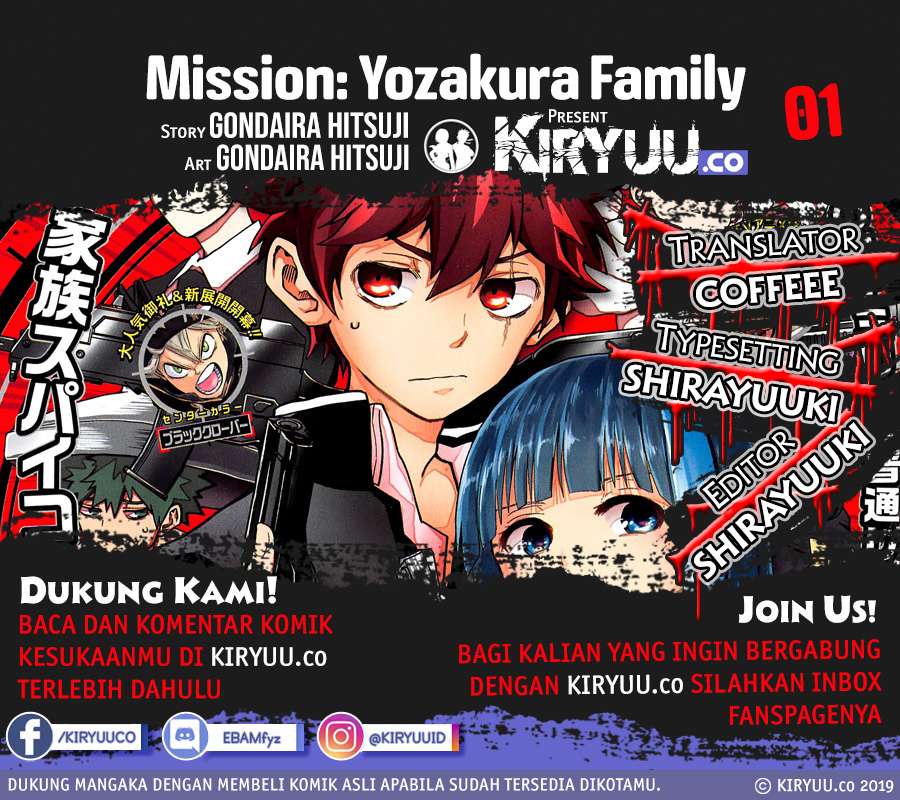 Mission: Yozakura Family
01
STORY GONDAIRA HITSUJI
ART GONDAIRA HITSUJI
PRESENT
KIRYUU.co
家族スパイコ
大人気御礼&新展開開幕!!
センターカラー
ブラッククローバー
TRANSLATOR
COFFEEE
TYPESETTING
SHIRAYUUKI
EDITOR
SHIRAYUUKI
普通
DUKUNG KAMI!
BACA DAN KOMENTAR KOMIK
KESUKAANMU DI KIRYUU.co
TERLEBIH DAHULU
JOIN US!
BAGI KALIAN YANG INGIN BERGABUNG
DENGAN KIRYUU.co SILAHKAN INBOX
FANSPAGENYA
/KIRYUUCO
EBAMfyz
@KIRYUUID
DUKUNG MANGAKA DENGAN MEMBELI KOMIK ASLI APABILA SUDAH TERSEDIA DIKOTAMU.
© KIRYUU.co 2019